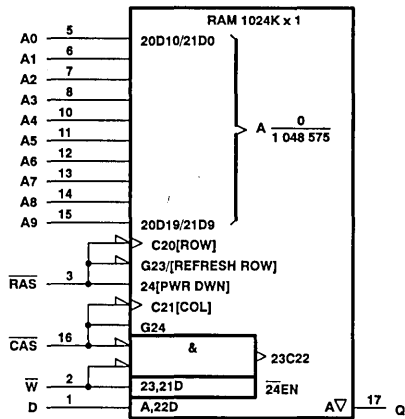 RAM 1024K x 1
A0 5 20D10/21D0
A1 6
A2 7
A3 8
A4 10
A5 11
A6 12
A7 13
A8 14
A9 15 20D19/21D9
A 0
1 048 575
C20[ROW]
G23/[REFRESH ROW]
RAS 3 24[PWR DWN]
C21[COL]
G24
CAS 16 & 23C22
W 2 23,21D 24EN
D 1 A,22D A▽ 17 Q